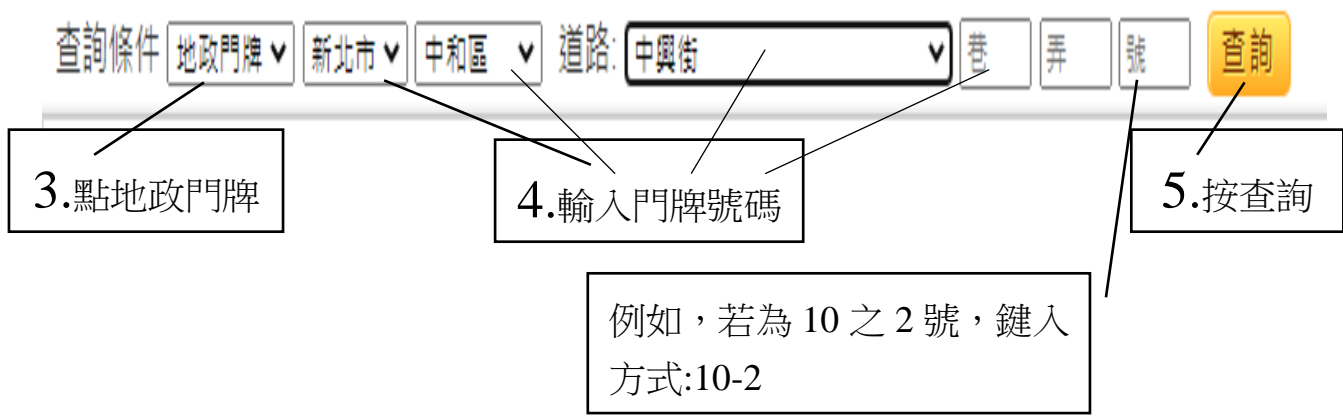 查詢條件 地政門牌 新北市 中和區 道路: 中興街 巷 弄 號 查詢
3.點地政門牌
4.輸入門牌號碼
5.按查詢
例如，若為 10 之 2 號，鍵入
方式:10-2